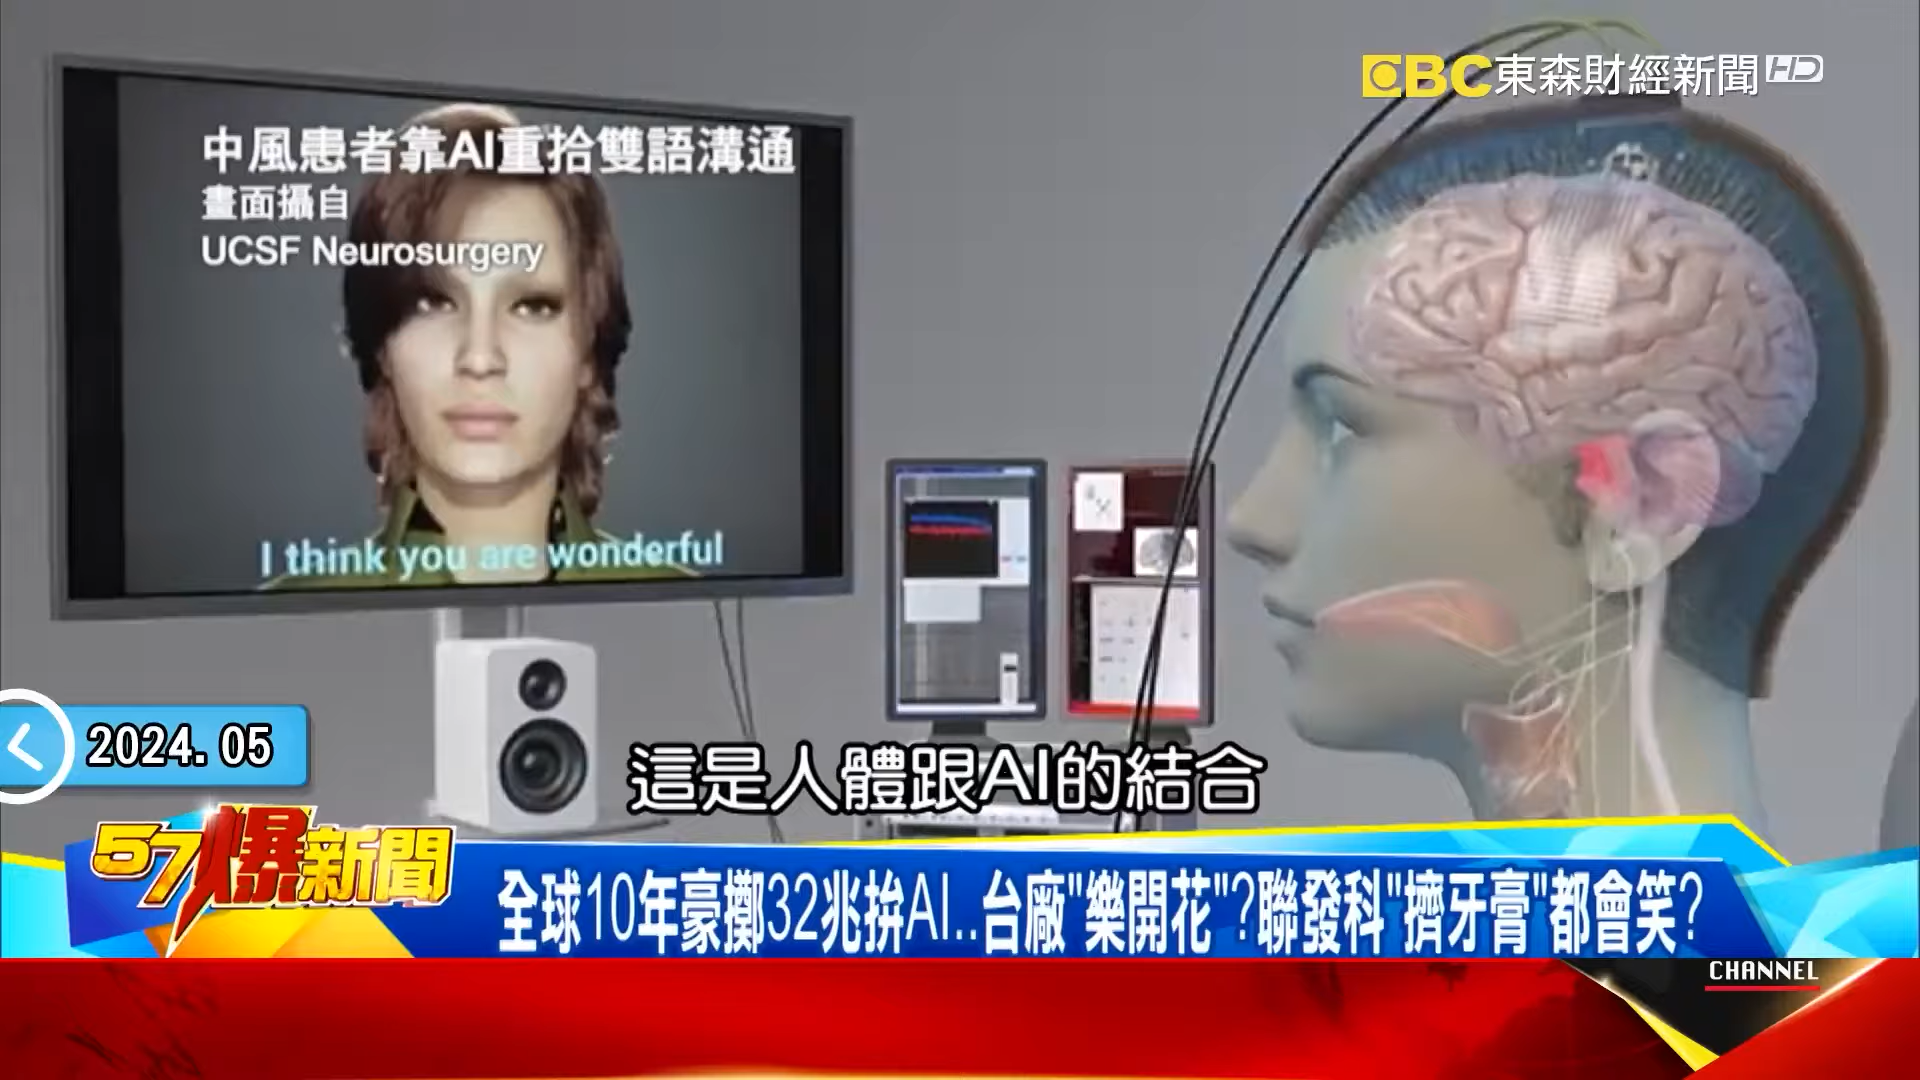 EBC東森財經新聞HD
中風患者靠AI重拾雙語溝通
畫面攝自
UCSF Neurosurgery
I think you are wonderful
2024.05
這是人體跟AI的結合
57爆新聞
全球10年豪擲32兆拚AI..台廠"樂開花"?聯發科"擠牙膏"都會笑?
CHANNEL